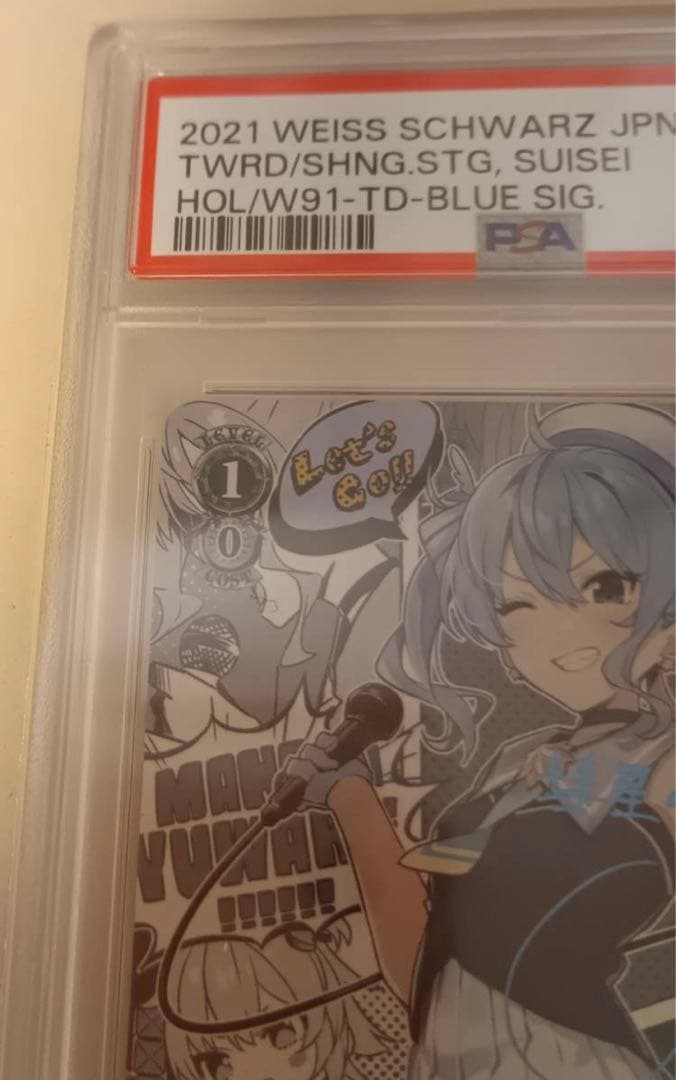 2021 WEISS SCHWARZ JPN
TWRD/SHNG.STG, SUISEI
HOL/W91-TD-BLUE SIG.
PSA
LEVEL
1
0
COST
Let's
Go!!
YUWAR
!!!!!!